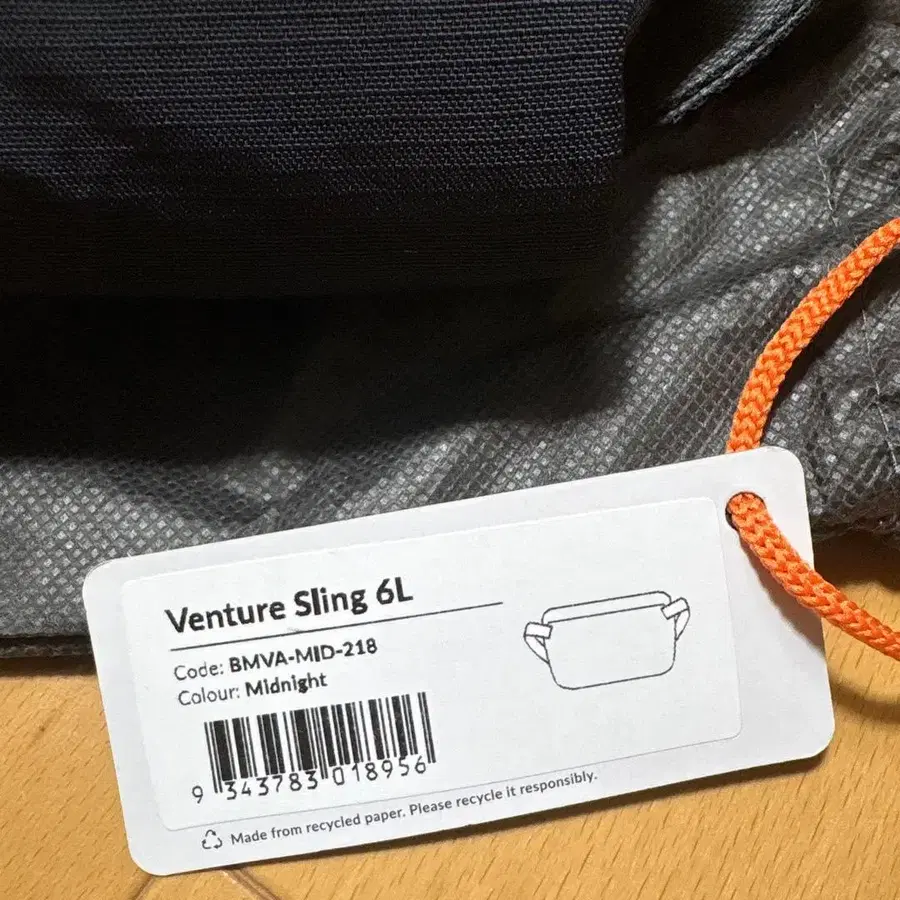 Venture Sling 6L
Code: BMVA-MID-218
Colour: Midnight
9 343783 018956
Made from recycled paper. Please recycle it responsibly.